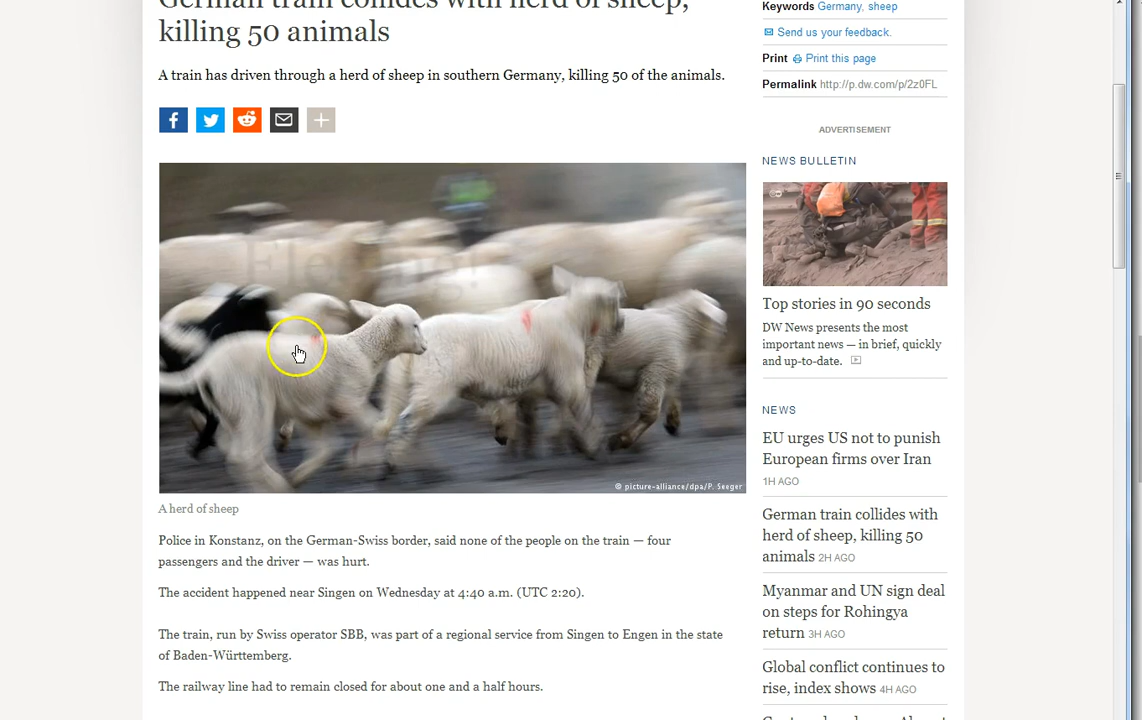 German train collides with herd of sheep,
killing 50 animals
A train has driven through a herd of sheep in southern Germany, killing 50 of the animals.
Fleeing!
© picture-alliance/dpa/P. Seeger
A herd of sheep
Police in Konstanz, on the German-Swiss border, said none of the people on the train — four
passengers and the driver — was hurt.
The accident happened near Singen on Wednesday at 4:40 a.m. (UTC 2:20).
The train, run by Swiss operator SBB, was part of a regional service from Singen to Engen in the state
of Baden-Württemberg.
The railway line had to remain closed for about one and a half hours.
Keywords Germany, sheep
Send us your feedback.
Print Print this page
Permalink http://p.dw.com/p/2z0FL
ADVERTISEMENT
NEWS BULLETIN
Top stories in 90 seconds
DW News presents the most
important news — in brief, quickly
and up-to-date.
NEWS
EU urges US not to punish
European firms over Iran
1H AGO
German train collides with
herd of sheep, killing 50
animals 2H AGO
Myanmar and UN sign deal
on steps for Rohingya
return 3H AGO
Global conflict continues to
rise, index shows 4H AGO